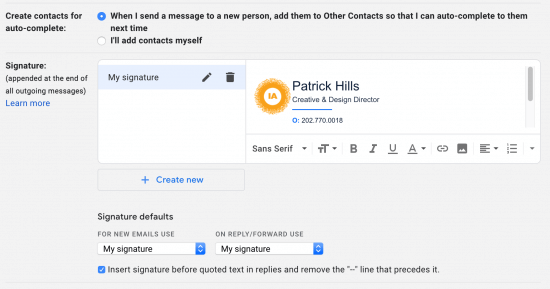 Create contacts for auto-complete:
When I send a message to a new person, add them to Other Contacts so that I can auto-complete to them
next time
I'll add contacts myself
Signature:
(appended at the end of
all outgoing messages)
Learn more
My signature
IA
Patrick Hills
Creative & Design Director
O: 202.770.0018
Sans Serif
TT
B I U A
+ Create new
Signature defaults
FOR NEW EMAILS USE
ON REPLY/FORWARD USE
My signature
My signature
Insert signature before quoted text in replies and remove the "--" line that precedes it.